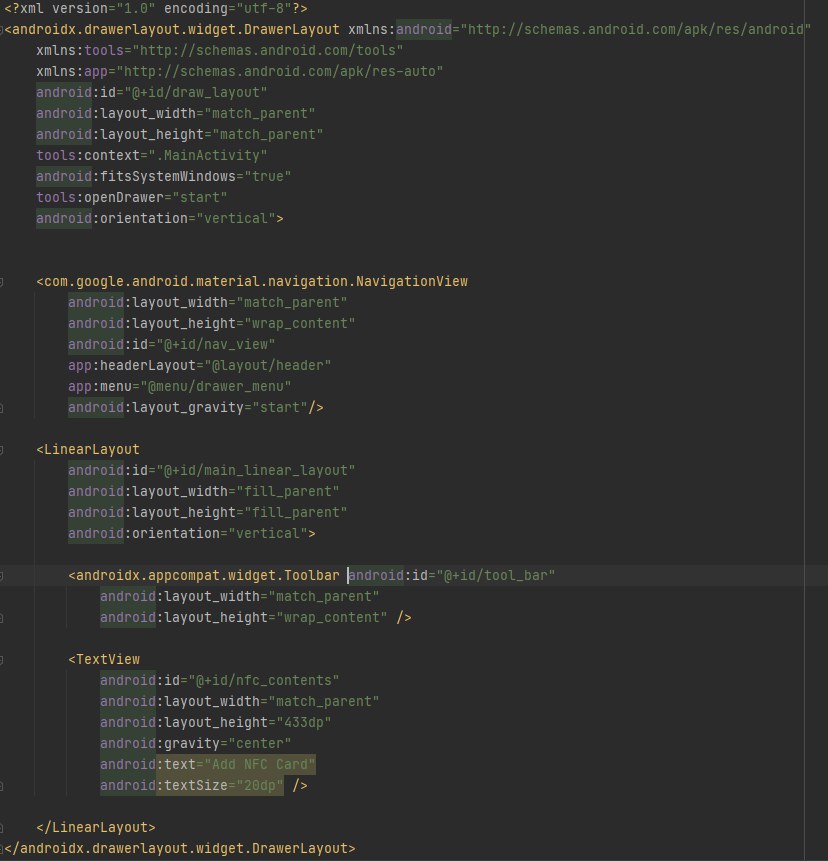 <?xml version="1.0" encoding="utf-8"?>
<androidx.drawerlayout.widget.DrawerLayout xmlns:android="http://schemas.android.com/apk/res/android"
    xmlns:tools="http://schemas.android.com/tools"
    xmlns:app="http://schemas.android.com/apk/res-auto"
    android:id="@+id/draw_layout"
    android:layout_width="match_parent"
    android:layout_height="match_parent"
    tools:context=".MainActivity"
    android:fitsSystemWindows="true"
    tools:openDrawer="start"
    android:orientation="vertical">
    <com.google.android.material.navigation.NavigationView
        android:layout_width="match_parent"
        android:layout_height="wrap_content"
        android:id="@+id/nav_view"
        app:headerLayout="@layout/header"
        app:menu="@menu/drawer_menu"
        android:layout_gravity="start"/>
    <LinearLayout
        android:id="@+id/main_linear_layout"
        android:layout_width="fill_parent"
        android:layout_height="fill_parent"
        android:orientation="vertical">
        <androidx.appcompat.widget.Toolbar android:id="@+id/tool_bar"
            android:layout_width="match_parent"
            android:layout_height="wrap_content" />
        <TextView
            android:id="@+id/nfc_contents"
            android:layout_width="match_parent"
            android:layout_height="433dp"
            android:gravity="center"
            android:text="Add NFC Card"
            android:textSize="20dp" />
    </LinearLayout>
</androidx.drawerlayout.widget.DrawerLayout>